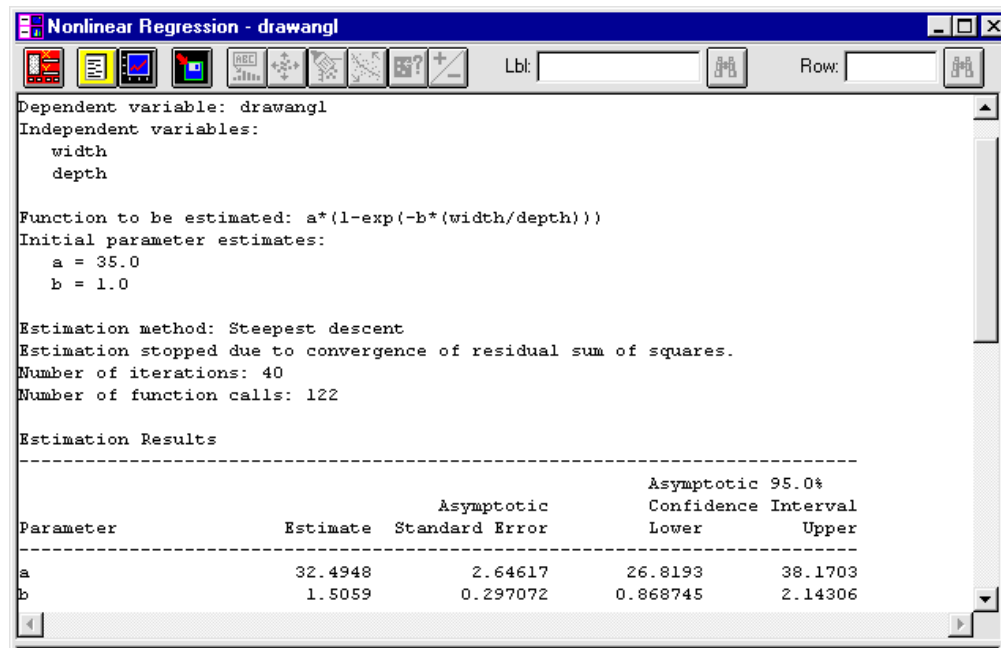 Nonlinear Regression - drawangl
Lbl: Row:
Dependent variable: drawangl
Independent variables:
width
depth
Function to be estimated: a*(1-exp(-b*(width/depth)))
Initial parameter estimates:
a = 35.0
b = 1.0
Estimation method: Steepest descent
Estimation stopped due to convergence of residual sum of squares.
Number of iterations: 40
Number of function calls: 122
Estimation Results
--------------------------------------------------------------------------------
Asymptotic 95.0%
Asymptotic Confidence Interval
Parameter Estimate Standard Error Lower Upper
--------------------------------------------------------------------------------
a 32.4948 2.64617 26.8193 38.1703
b 1.5059 0.297072 0.868745 2.14306